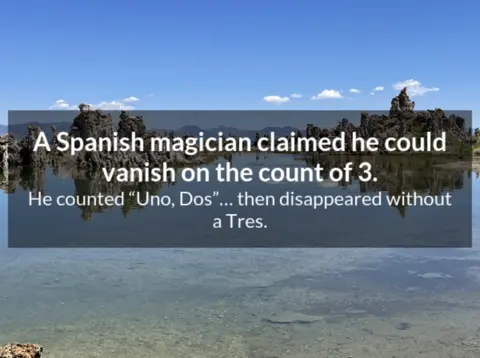 A Spanish magician claimed he could
vanish on the count of 3.
He counted “Uno, Dos”… then disappeared without
a Tres.